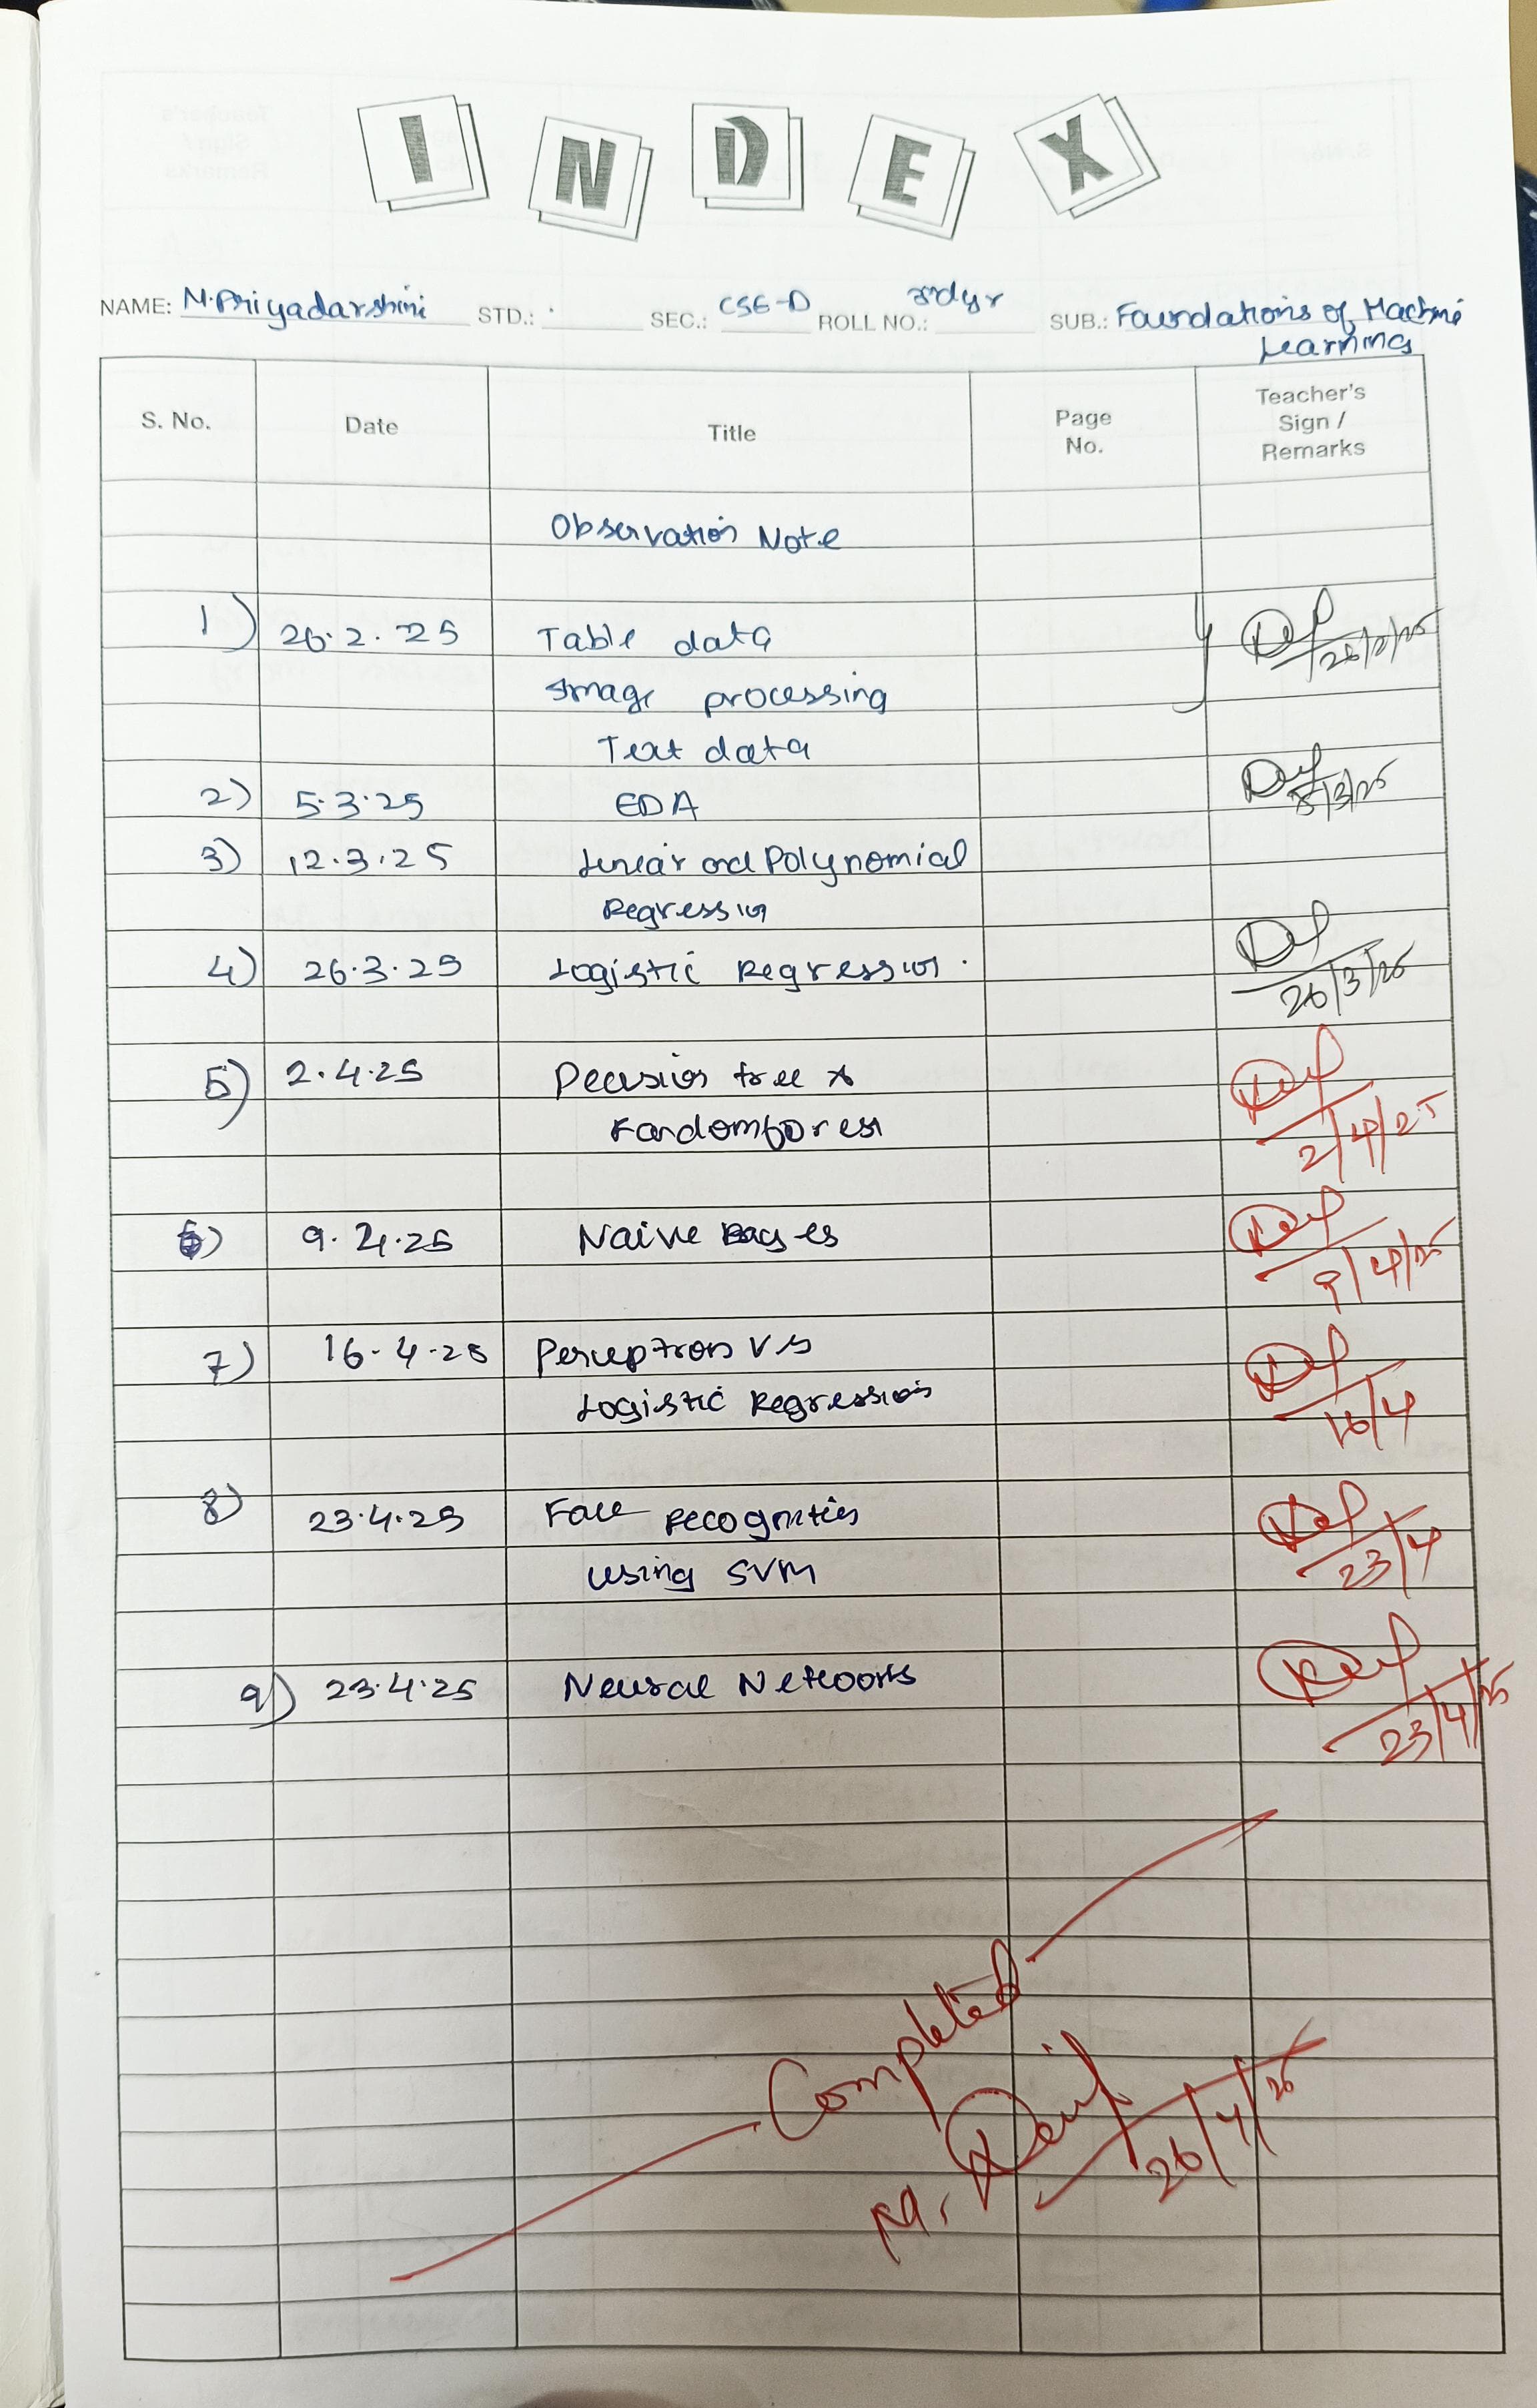 INDEX
NAME: M.Priyadarshini STD.: SEC.: CSE-D ROLL NO.: 3rd yr SUB.: Foundations of Machine Learning
S. No. Date Title Page No. Teacher's Sign / Remarks
Observation Note
1) 26.2.25 Table data 26/2/25
Image processing
Text data
2) 5.3.25 EDA 5/3/25
3) 12.3.25 Linear and Polynomial
Regression
4) 26.3.25 Logistic Regression. 26/3/25
5) 2.4.25 Decision tree &
Randomforest 2/4/25
6) 9.4.25 Naive Bayes 9/4/25
7) 16.4.25 Perceptron Vs
Logistic Regression 16/4
8) 23.4.25 Face Recognition
using SVM 23/4
9) 23.4.25 Neural Networks 23/4/25
Completed
26/4/25